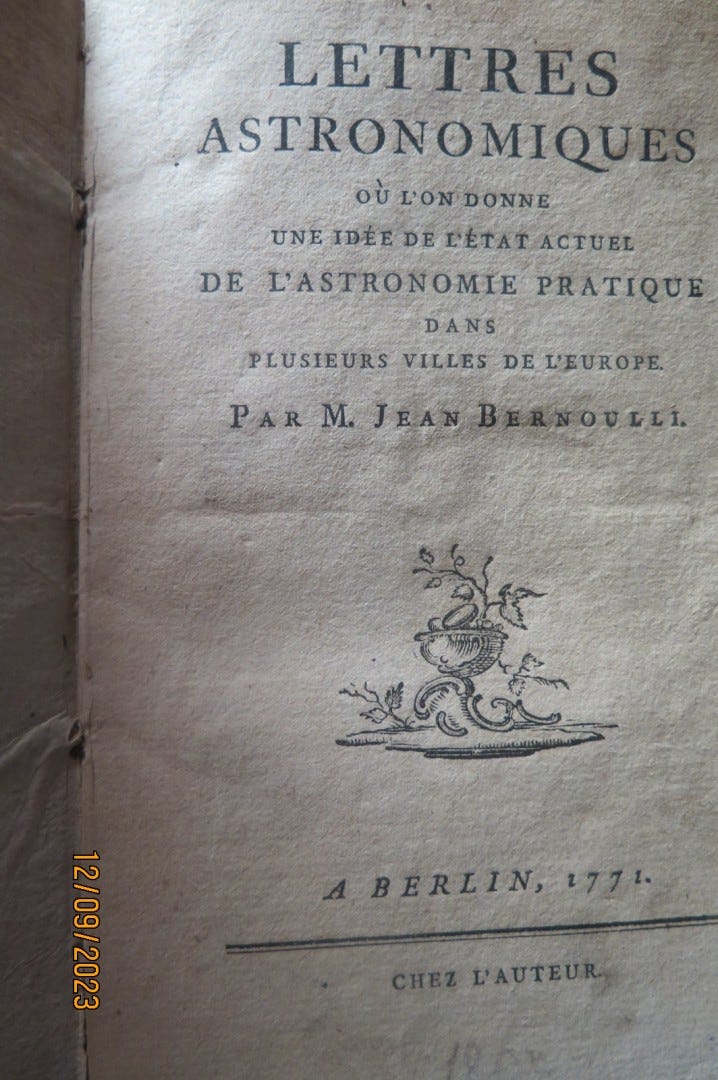 LETTRES
ASTRONOMIQUES
OÙ L'ON DONNE
UNE IDÉE DE L'ÉTAT ACTUEL
DE L'ASTRONOMIE PRATIQUE
DANS
PLUSIEURS VILLES DE L'EUROPE.
PAR M. JEAN BERNOULLI.
A BERLIN, 1771.
CHEZ L'AUTEUR.
12/09/2023